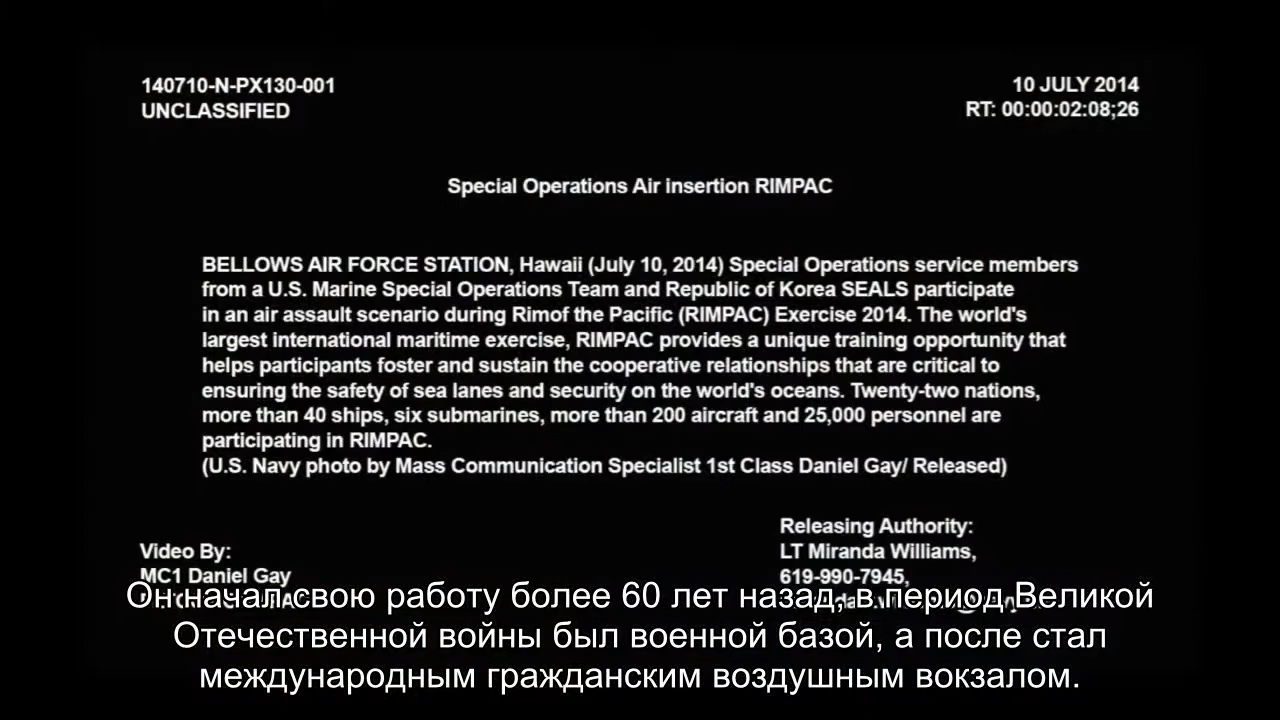 140710-N-PX130-001
10 JULY 2014
UNCLASSIFIED
RT: 00:00:02:08;26
Special Operations Air insertion RIMPAC
BELLOWS AIR FORCE STATION, Hawaii (July 10, 2014) Special Operations service members
from a U.S. Marine Special Operations Team and Republic of Korea SEALS participate
in an air assault scenario during Rimof the Pacific (RIMPAC) Exercise 2014. The world's
largest international maritime exercise, RIMPAC provides a unique training opportunity that
helps participants foster and sustain the cooperative relationships that are critical to
ensuring the safety of sea lanes and security on the world's oceans. Twenty-two nations,
more than 40 ships, six submarines, more than 200 aircraft and 25,000 personnel are
participating in RIMPAC.
(U.S. Navy photo by Mass Communication Specialist 1st Class Daniel Gay/ Released)
Releasing Authority:
Video By:
LT Miranda Williams,
MC1 Daniel Gay
619-990-7945,
Он начал свою работу более 60 лет назад, в период Великой
Отечественной войны был военной базой, а после стал
международным гражданским воздушным вокзалом.